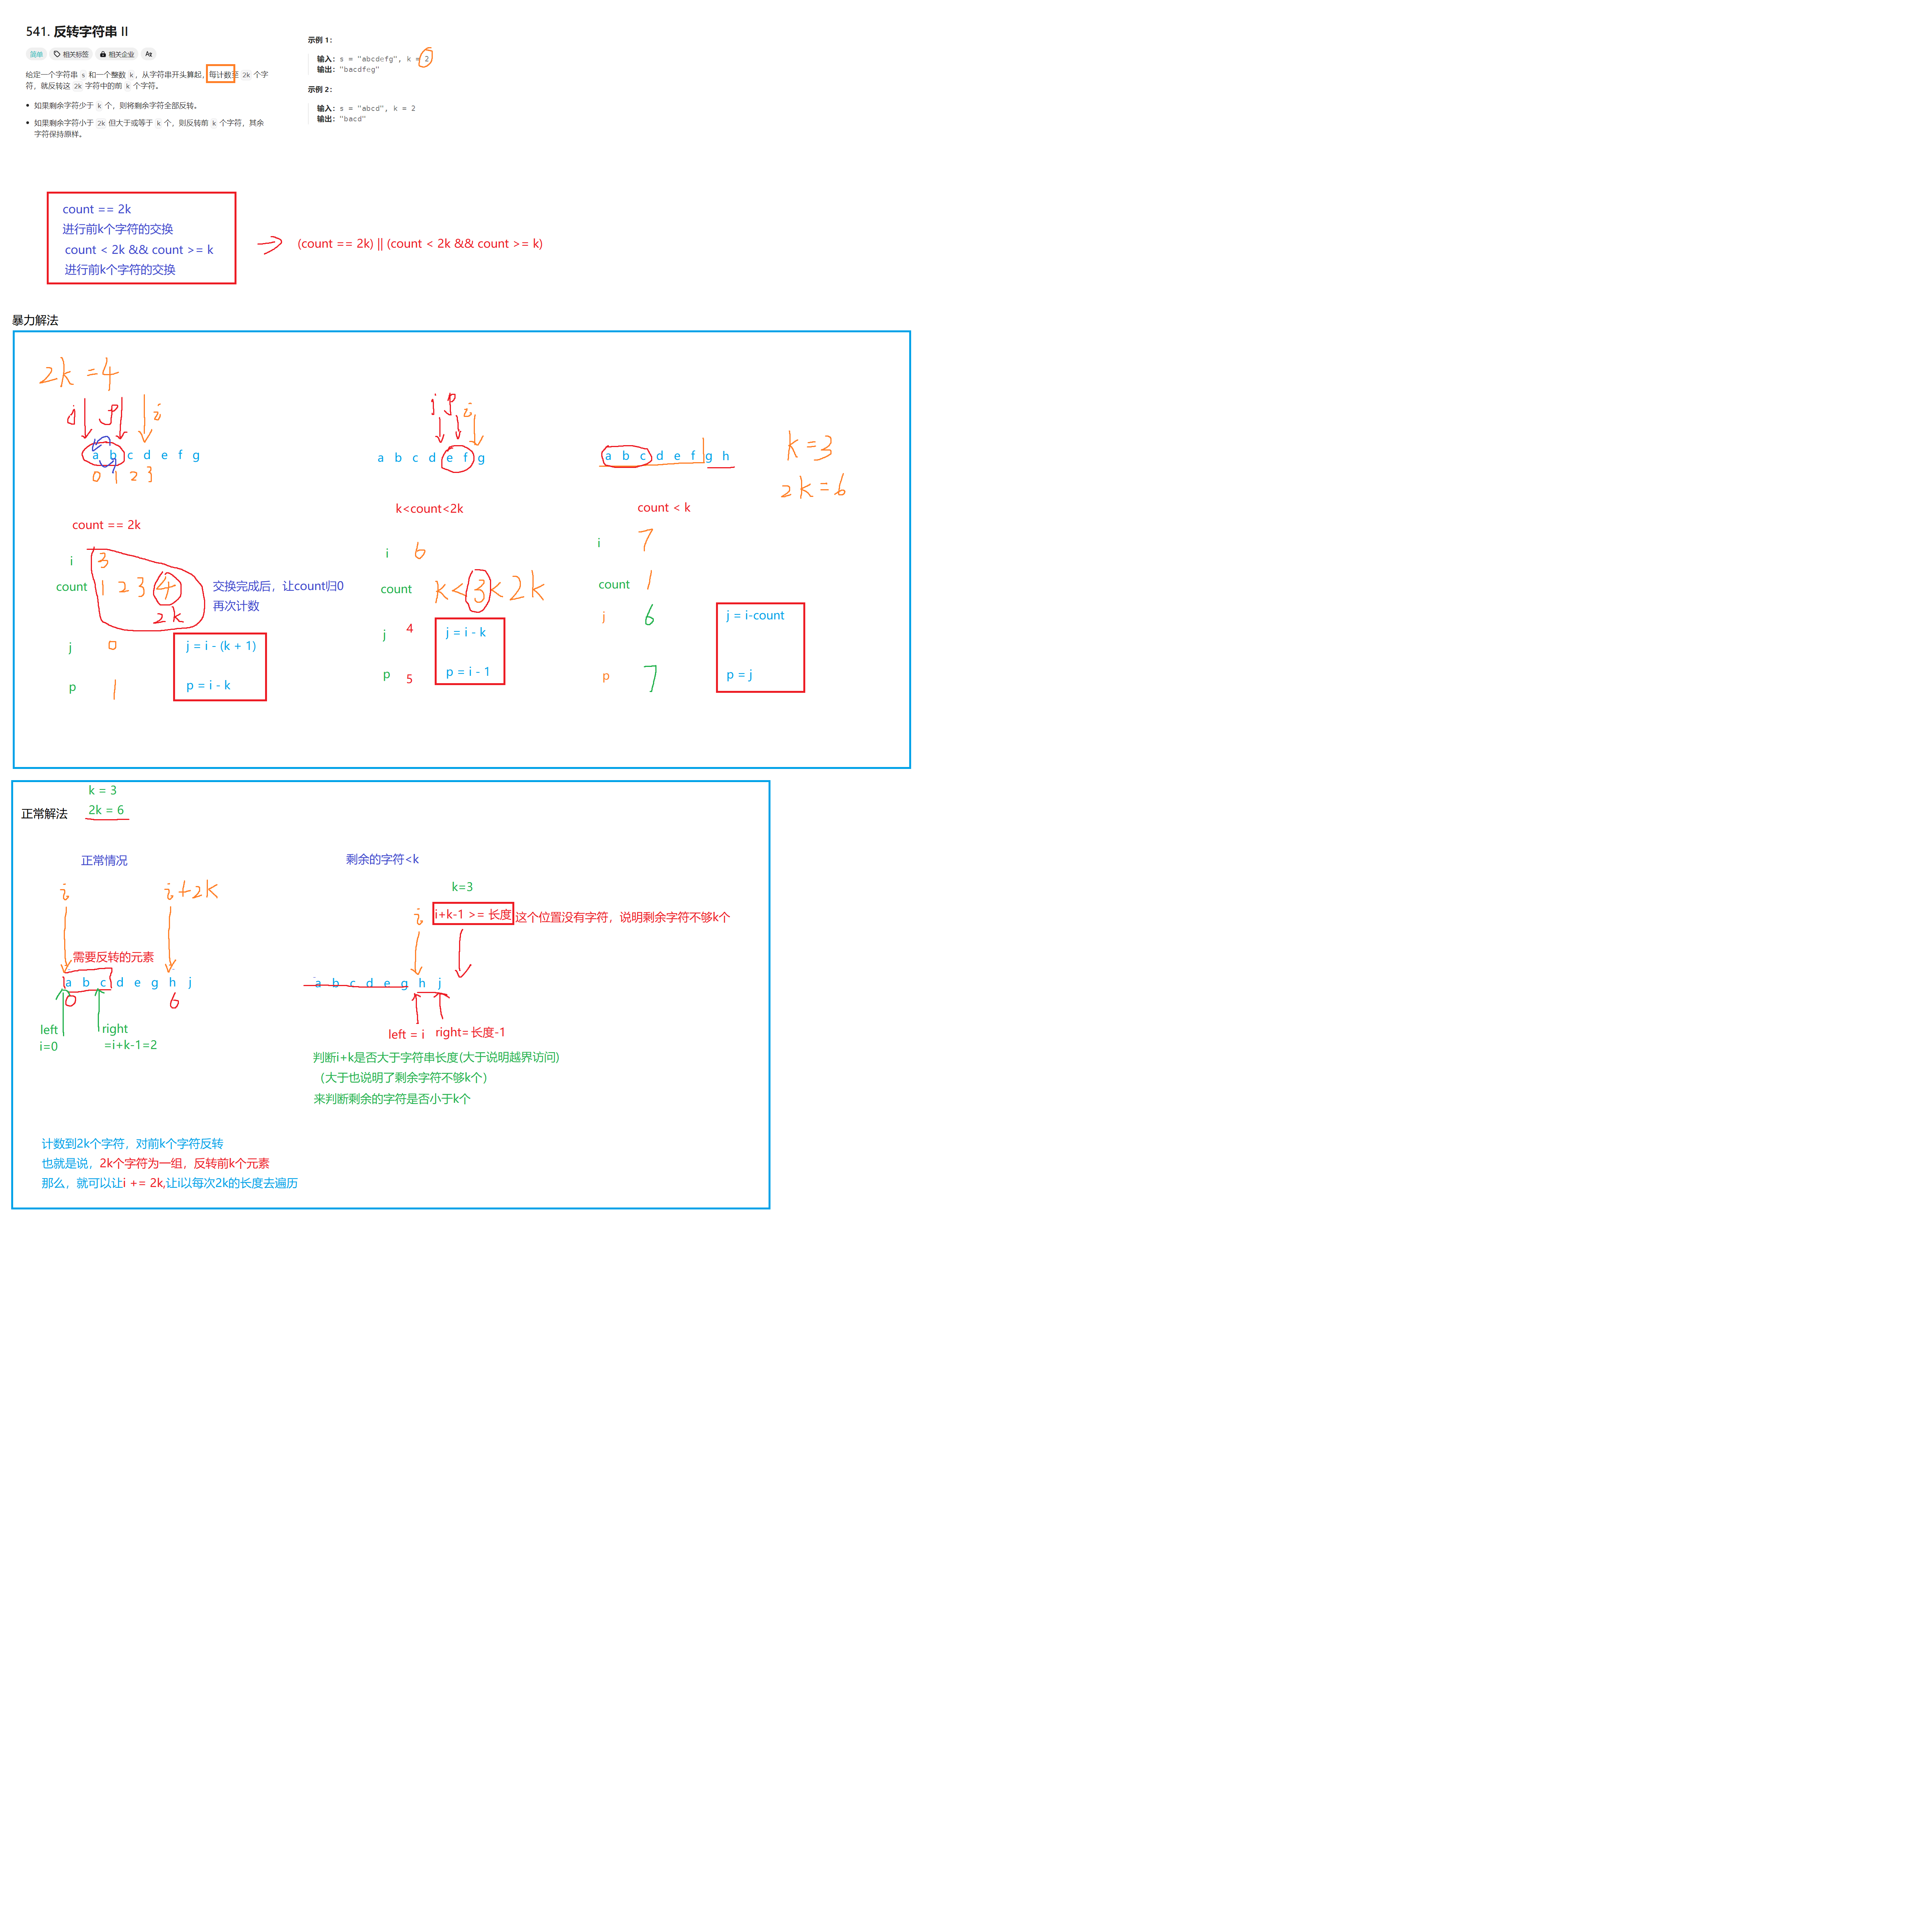 541. 反转字符串 II
简单 相关标签 相关企业 Az
给定一个字符串 s 和一个整数 k，从字符串开头算起，每计数至 2k 个字
符，就反转这 2k 字符中的前 k 个字符。
如果剩余字符少于 k 个，则将剩余字符全部反转。
如果剩余字符小于 2k 但大于或等于 k 个，则反转前 k 个字符，其余
字符保持原样。
示例 1：
输入：s = "abcdefg", k = 2
输出："bacdfeg"
示例 2：
输入：s = "abcd", k = 2
输出："bacd"
count == 2k
进行前k个字符的交换
count < 2k && count >= k
进行前k个字符的交换
(count == 2k) || (count < 2k && count >= k)
暴力解法
2k =4
j p i
a b c d e f g
0 1 2 3
count == 2k
i 3
count 1 2 3 4
2k
交换完成后，让count归0
再次计数
j 0
j = i - (k + 1)
p 1
p = i - k
j p i
a b c d e f g
k<count<2k
i 6
count k<3<2k
j 4
j = i - k
p 5
p = i - 1
a b c d e f g h
k=3
2k=6
count < k
i 7
count 1
j 6
j = i-count
p 7
p = j
k = 3
2k = 6
正常解法
正常情况
i i+2k
需要反转的元素
a b c d e g h j
0 6
left right
i=0 =i+k-1=2
剩余的字符<k
k=3
i i+k-1 >= 长度 这个位置没有字符，说明剩余字符不够k个
a b c d e g h j
left = i right= 长度-1
判断i+k是否大于字符串长度(大于说明越界访问)
（大于也说明了剩余字符不够k个）
来判断剩余的字符是否小于k个
计数到2k个字符，对前k个字符反转
也就是说，2k个字符为一组，反转前k个元素
那么，就可以让i += 2k,让i以每次2k的长度去遍历